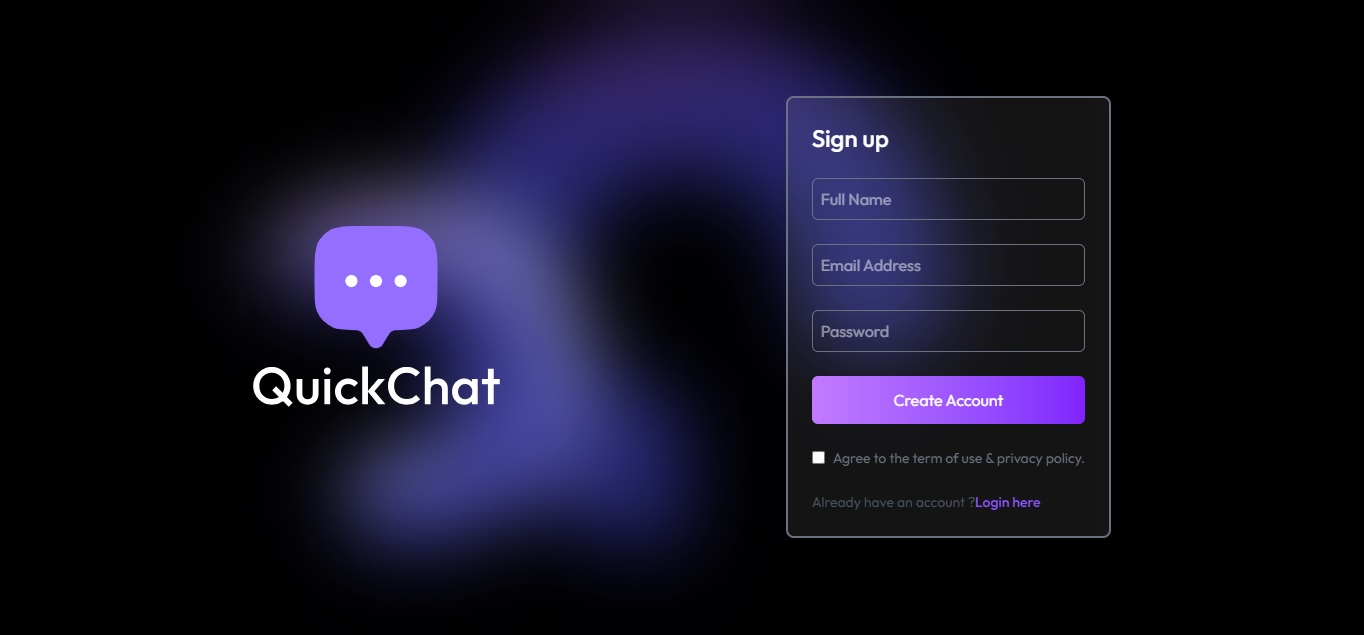 QuickChat
Sign up
Full Name
Email Address
Password
Create Account
Agree to the term of use & privacy policy.
Already have an account ?Login here